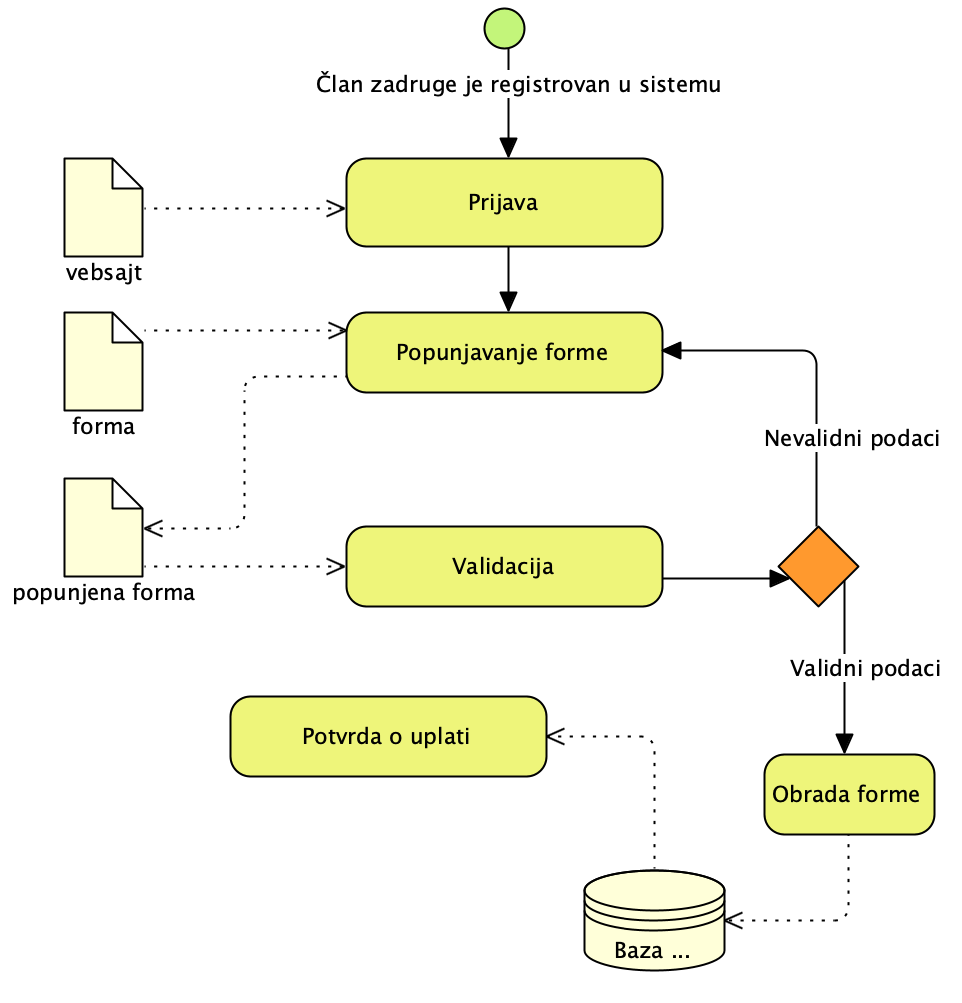 Član zadruge je registrovan u sistemu
Prijava
vebsajt
Popunjavanje forme
forma
Nevalidni podaci
Validacija
popunjena forma
Validni podaci
Potvrda o uplati
Obrada forme
Baza ...